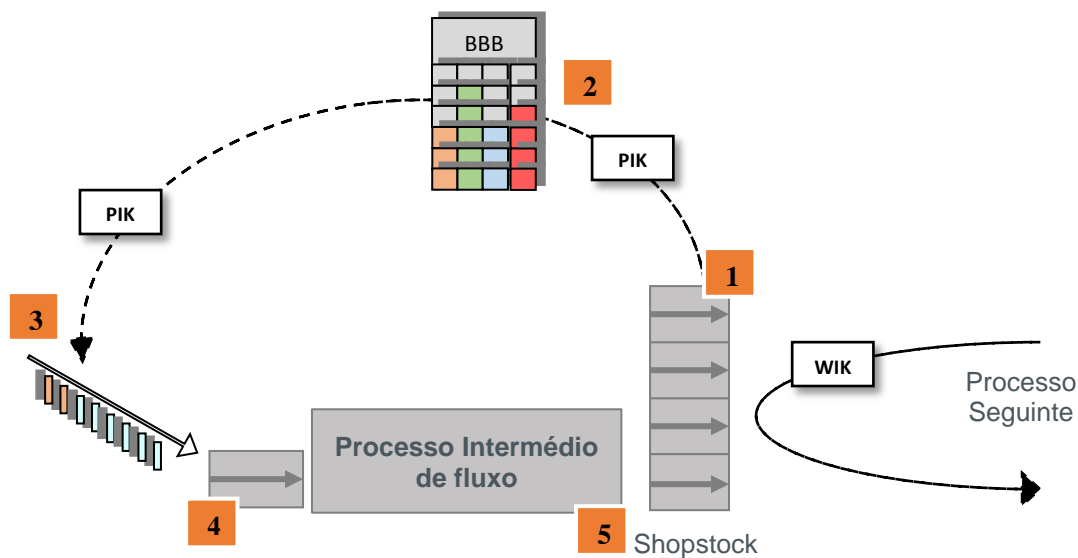 BBB
2
PIK
PIK
1
3
WIK
Processo
Seguinte
Processo Intermédio
de fluxo
4
5
Shopstock